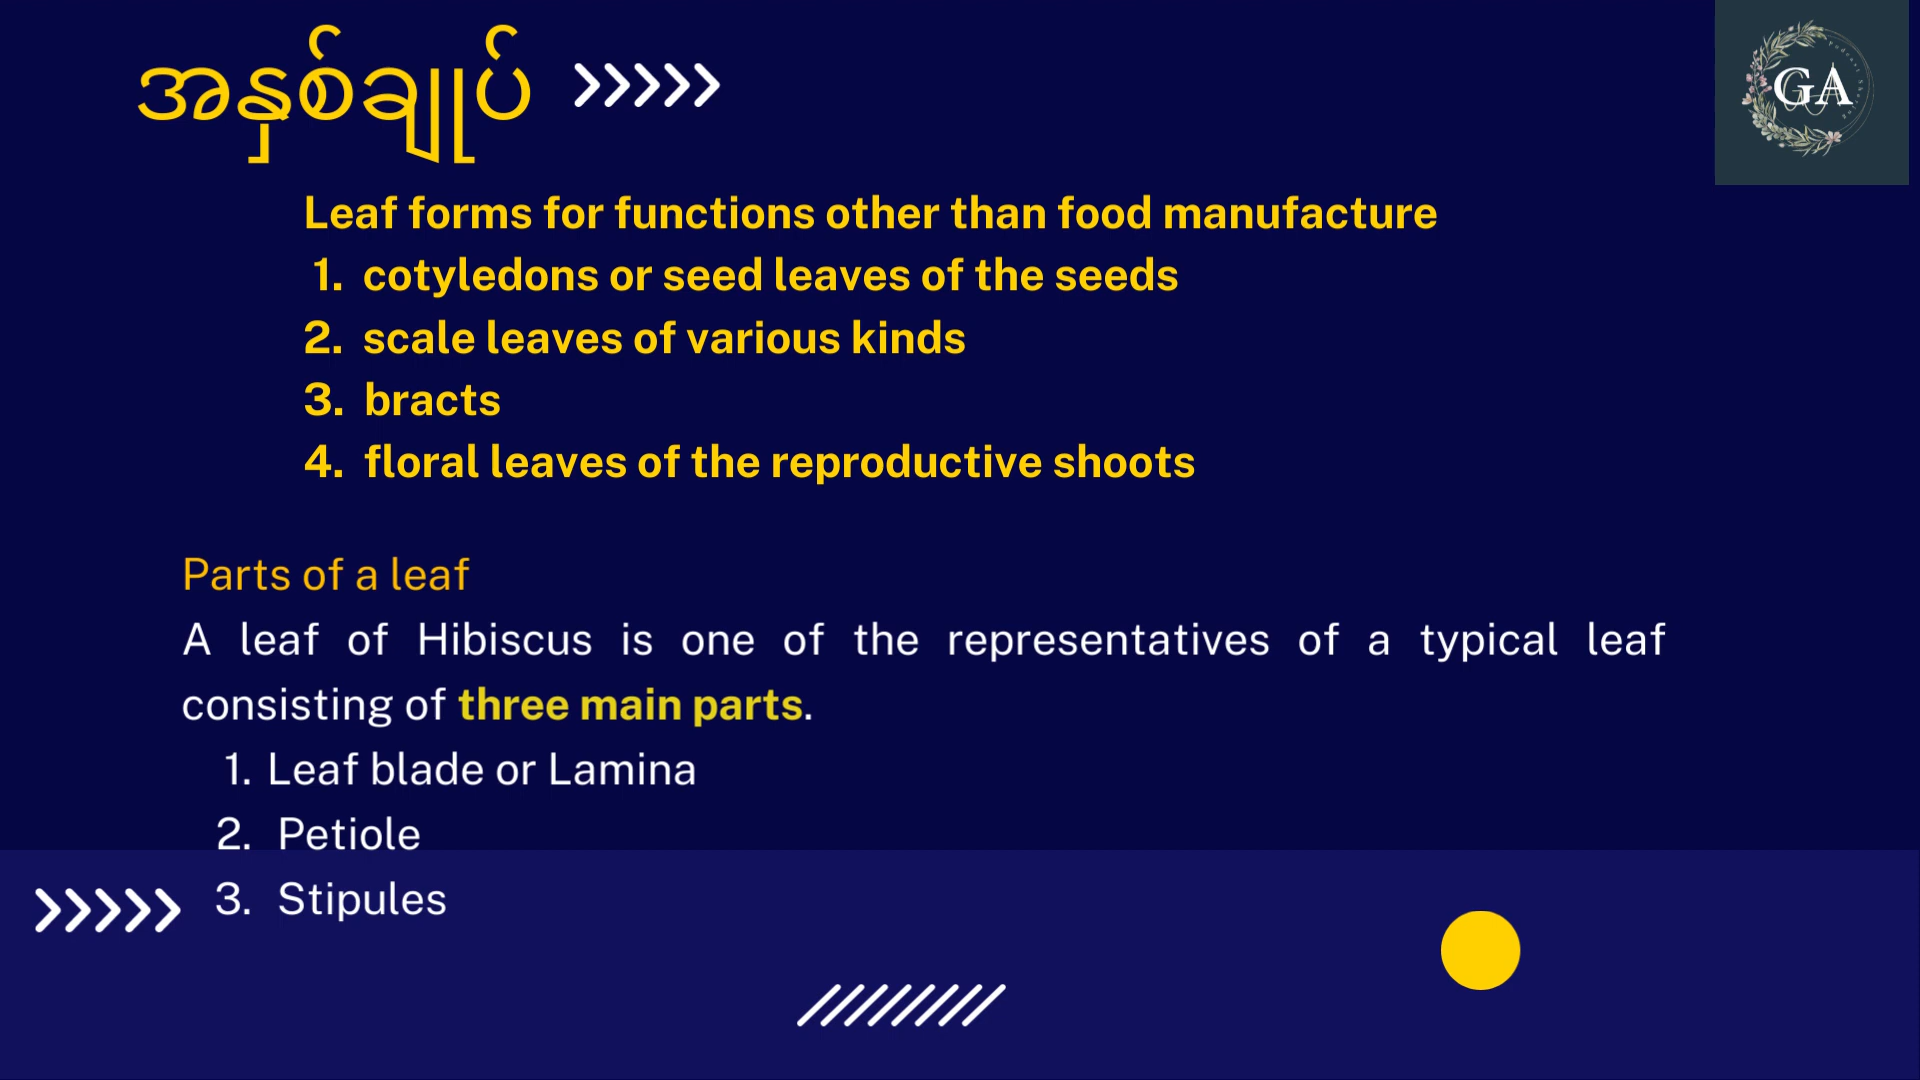 အနှစ်ချုပ်
GA
Leaf forms for functions other than food manufacture
1. cotyledons or seed leaves of the seeds
2. scale leaves of various kinds
3. bracts
4. floral leaves of the reproductive shoots
Parts of a leaf
A leaf of Hibiscus is one of the representatives of a typical leaf
consisting of three main parts.
1. Leaf blade or Lamina
2. Petiole
3. Stipules